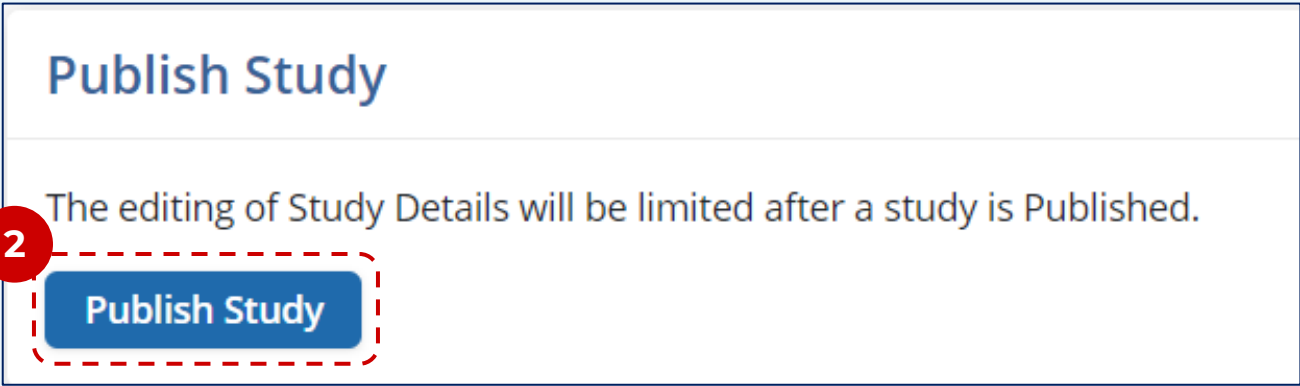 Publish Study
The editing of Study Details will be limited after a study is Published.
2
Publish Study